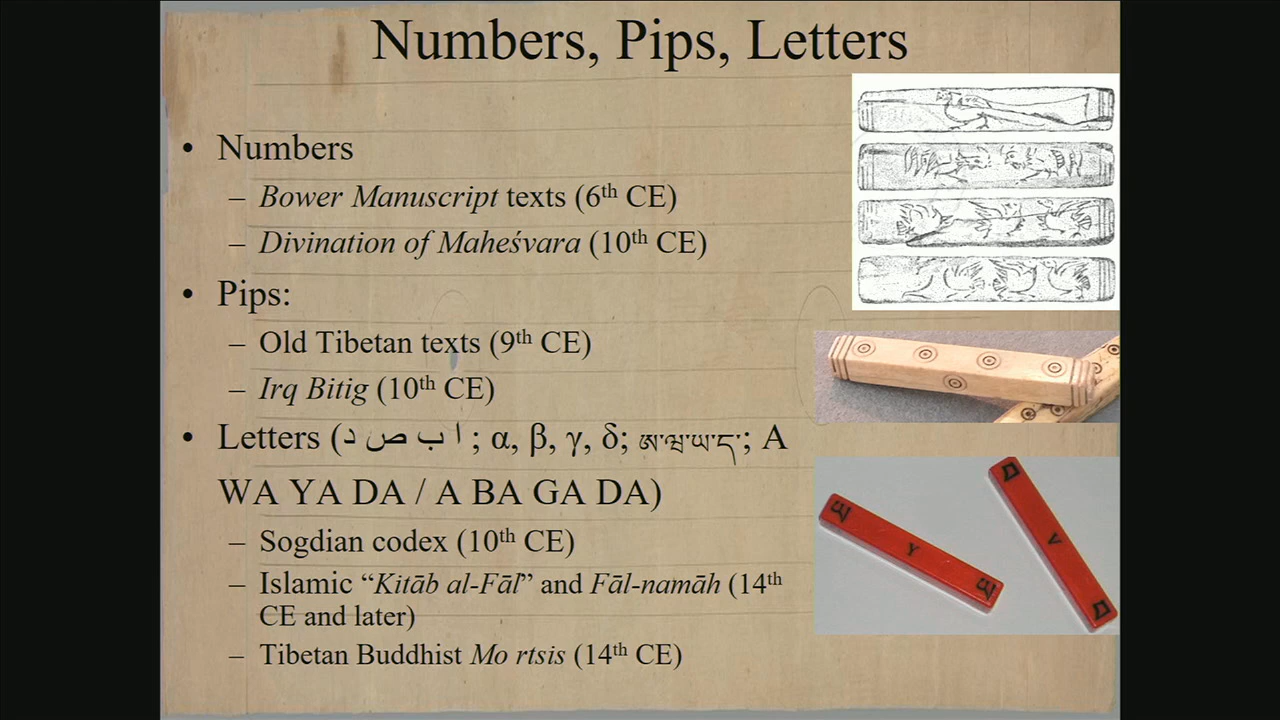 Numbers, Pips, Letters
• Numbers
– Bower Manuscript texts (6th CE)
– Divination of Maheśvara (10th CE)
• Pips:
– Old Tibetan texts (9th CE)
– Irq Bitig (10th CE)
• Letters (ا ب ص د ; α, β, γ, δ; ཨ་ཝ་ཡ་ད་; A
WA YA DA / A BA GA DA)
– Sogdian codex (10th CE)
– Islamic “Kitāb al-Fāl” and Fāl-namāh (14th
CE and later)
– Tibetan Buddhist Mo rtsis (14th CE)